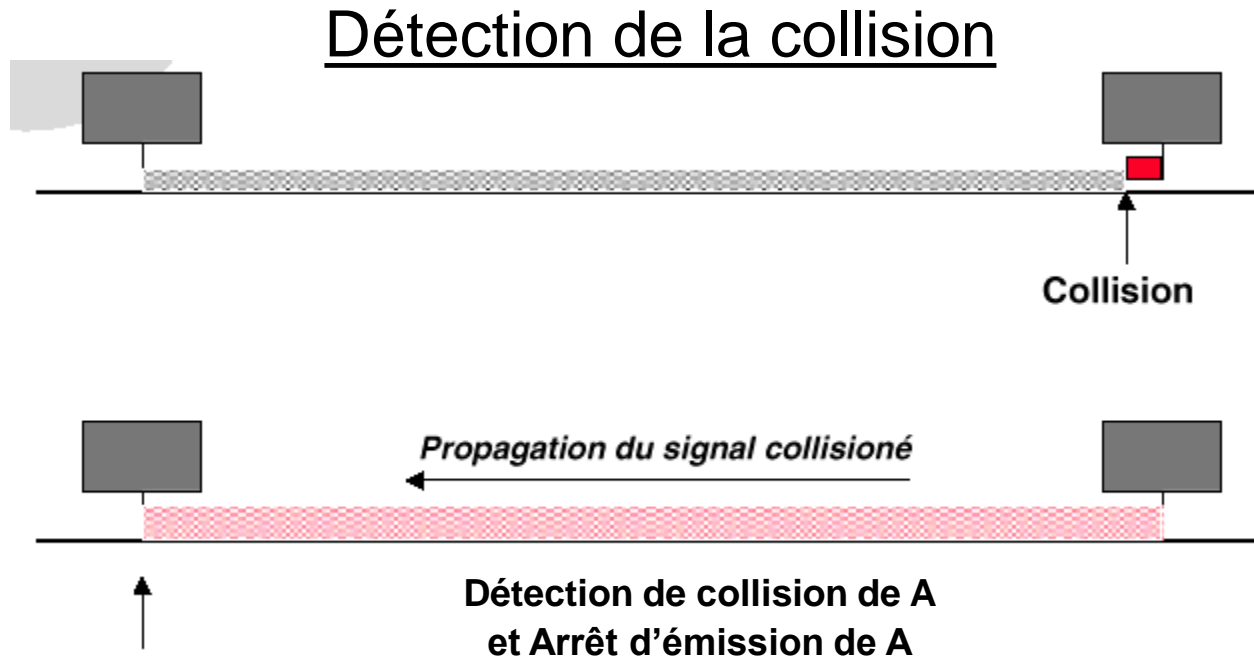 Détection de la collision
Collision
Propagation du signal collisioné
Détection de collision de A
et Arrêt d’émission de A